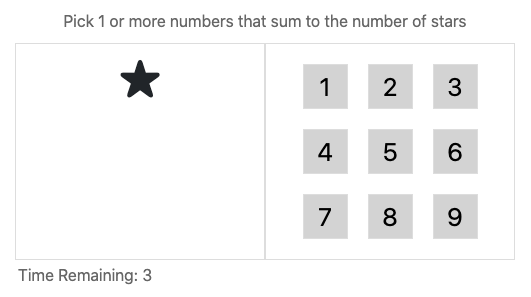 Pick 1 or more numbers that sum to the number of stars
1 2 3
4 5 6
7 8 9
Time Remaining: 3